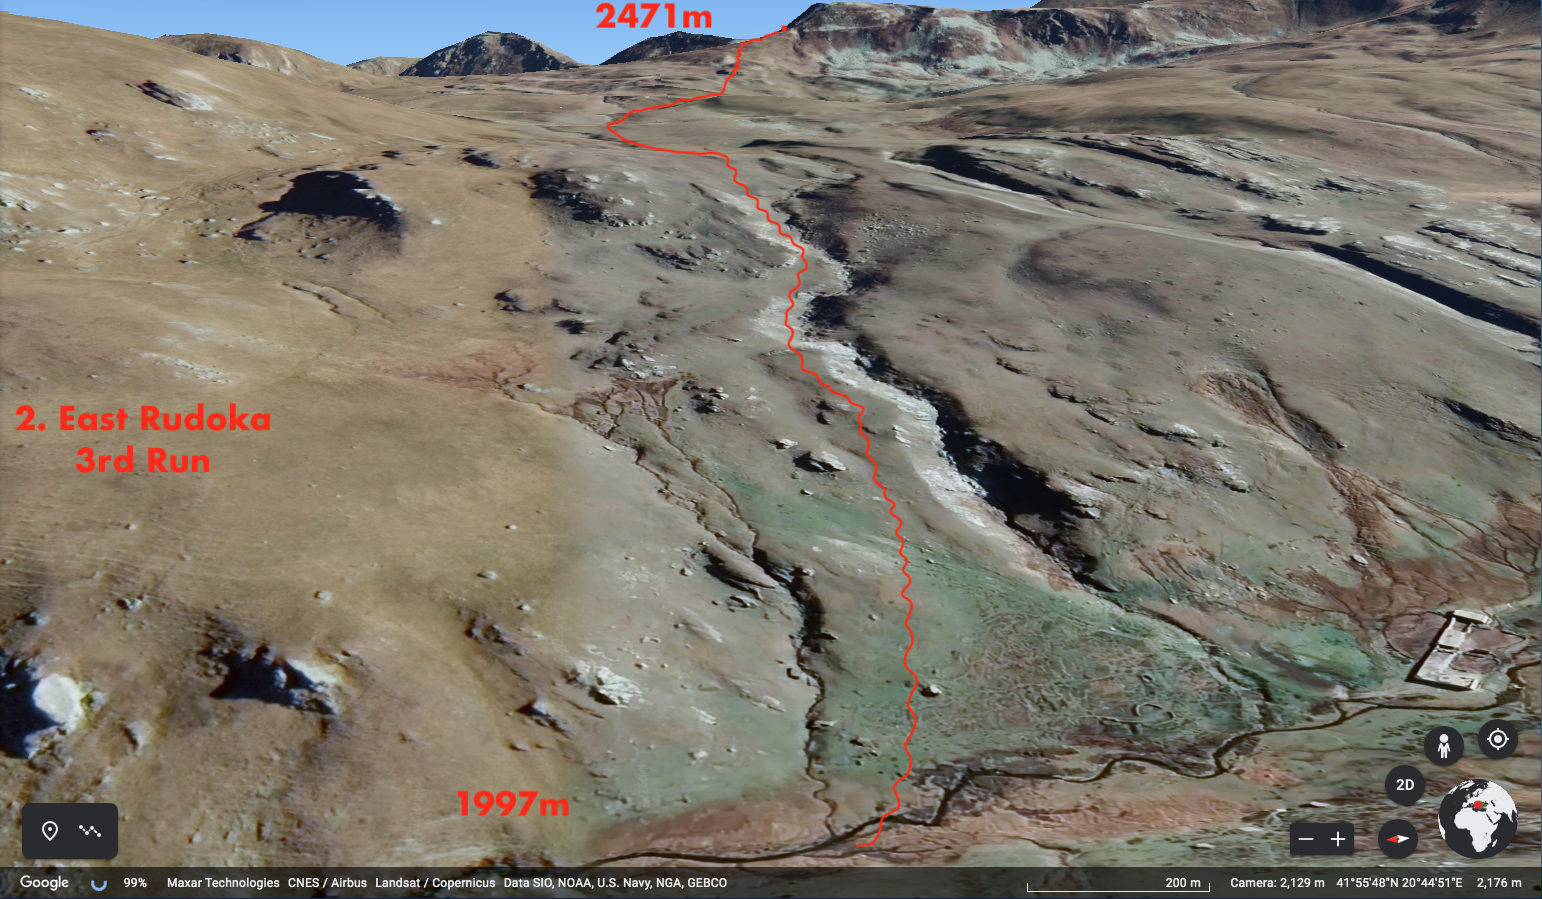 2471m
2. East Rudoka
3rd Run
1997m
2D
Google 99% Maxar Technologies CNES / Airbus Landsat / Copernicus Data SIO, NOAA, U.S. Navy, NGA, GEBCO 200 m Camera: 2,129 m 41°55'48"N 20°44'51"E 2,176 m